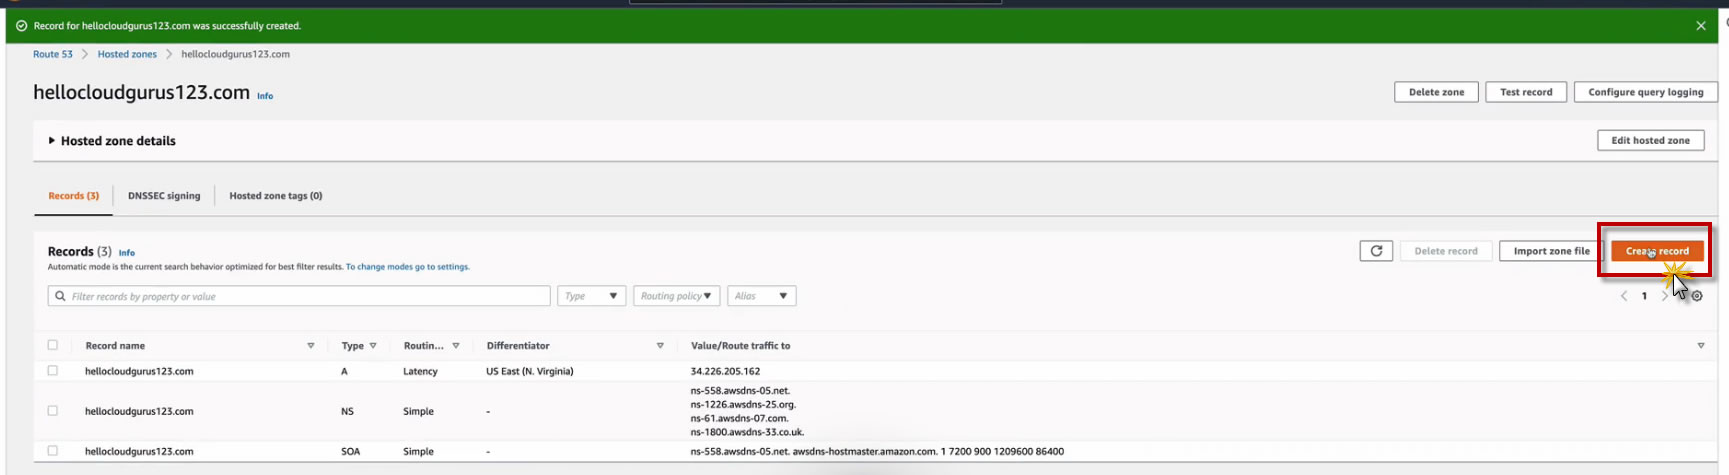 Record for hellocloudgurus123.com was successfully created.
Route 53 > Hosted zones > hellocloudgurus123.com
hellocloudgurus123.com Info
Delete zone Test record Configure query logging
Hosted zone details
Edit hosted zone
Records (3) DNSSEC signing Hosted zone tags (0)
Records (3) Info
Automatic mode is the current search behavior optimized for best filter results. To change modes go to settings.
Delete record Import zone file Create record
Filter records by property or value Type Routing policy Alias
1
Record name Type Routin... Differentiator Value/Route traffic to
hellocloudgurus123.com A Latency US East (N. Virginia) 34.226.205.162
hellocloudgurus123.com NS Simple - ns-558.awsdns-05.net.
ns-1226.awsdns-25.org.
ns-61.awsdns-07.com.
ns-1800.awsdns-33.co.uk.
hellocloudgurus123.com SOA Simple - ns-558.awsdns-05.net. awsdns-hostmaster.amazon.com. 1 7200 900 1209600 86400